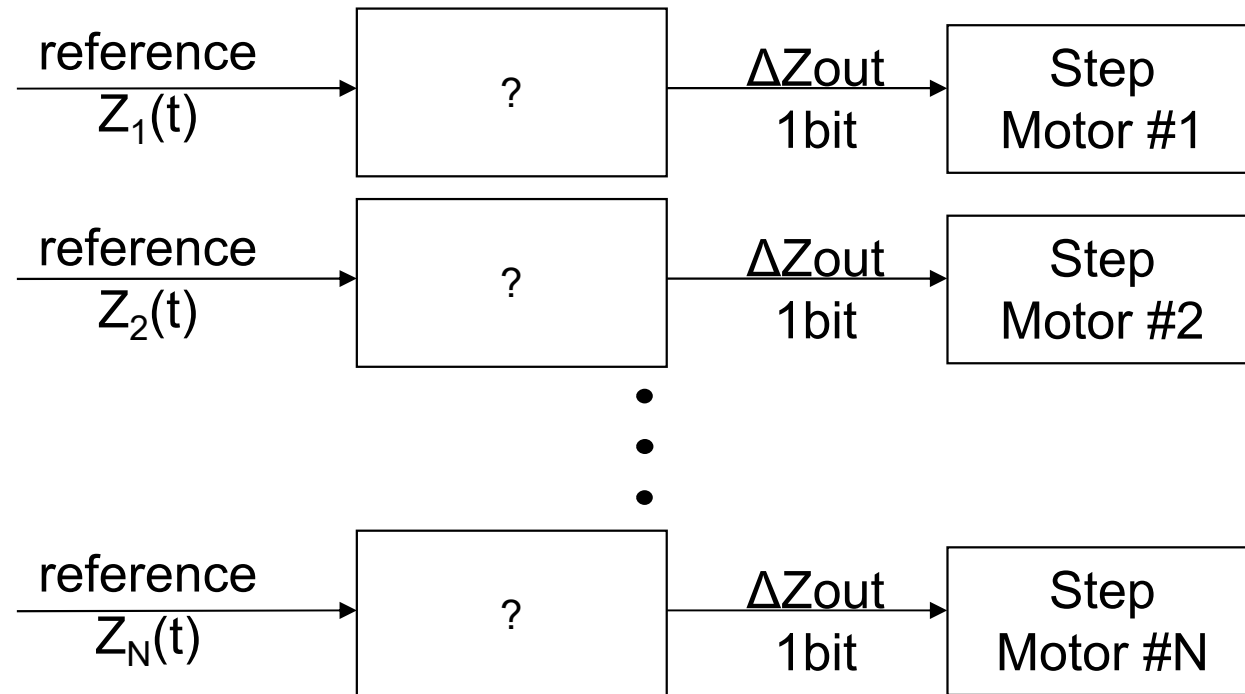 reference
Z₁(t)
?
ΔZout
1bit
Step
Motor #1
reference
Z₂(t)
?
ΔZout
1bit
Step
Motor #2
reference
Z_N(t)
?
ΔZout
1bit
Step
Motor #N